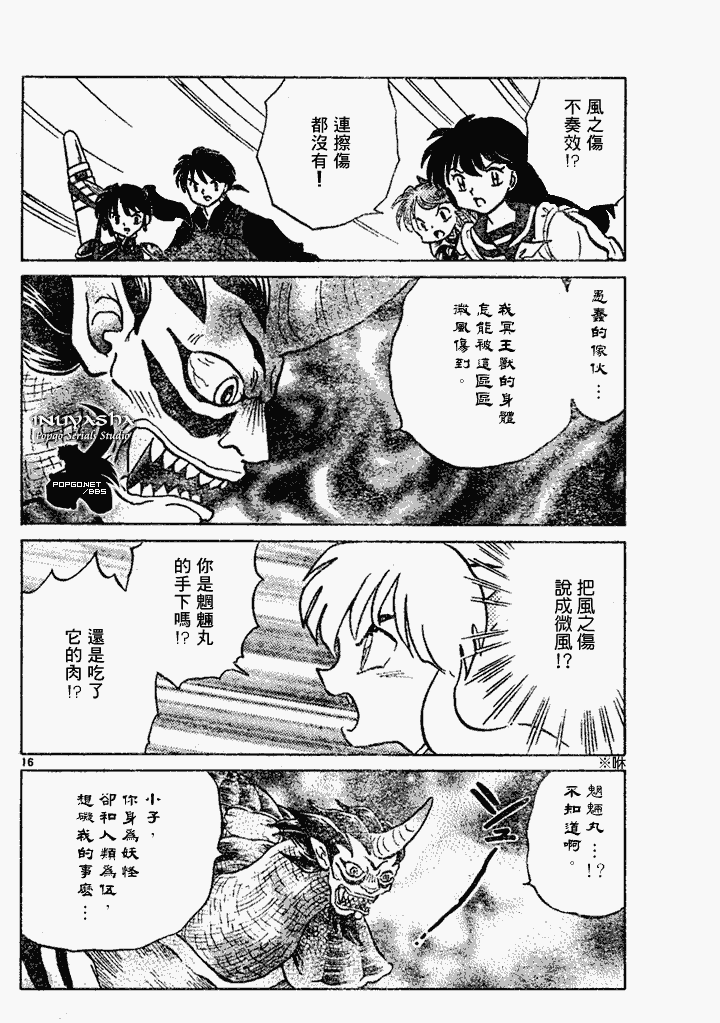 風之傷
不奏效!?
連擦傷
都沒有！
愚蠢的傢伙…
我冥王獸的身體
怎能被這區區
微風傷到。
INUYASHA
Popgo Serials Studio
POPGO.NET
/BBS
把風之傷
說成微風!?
你是魍魎丸
的手下嗎!?
還是吃了
它的肉!?
16
※咻
魍魎丸…!?
不知道啊。
小子，
你身為妖怪
卻和人類為伍，
想礙我的事麼…